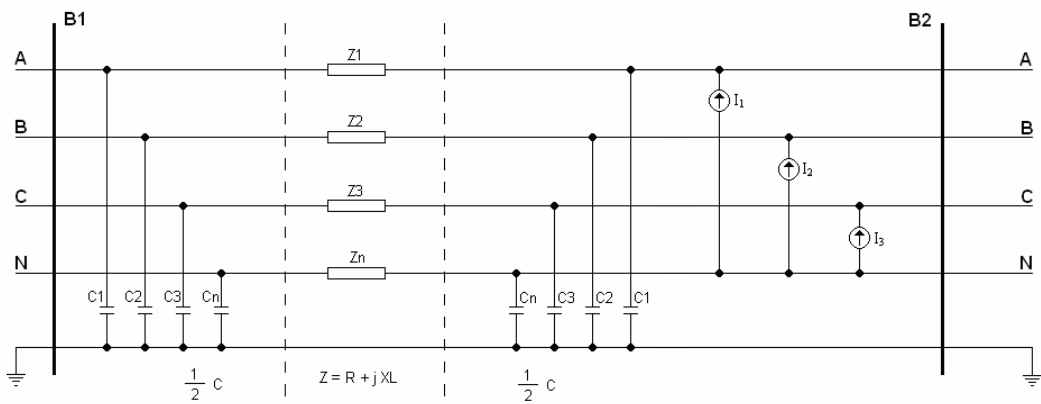 B1
B2
A
Z1
A
I1
B
Z2
B
I2
C
Z3
C
I3
N
Zn
N
C1
C2
C3
Cn
Cn
C3
C2
C1
1/2 C
Z = R + j XL
1/2 C